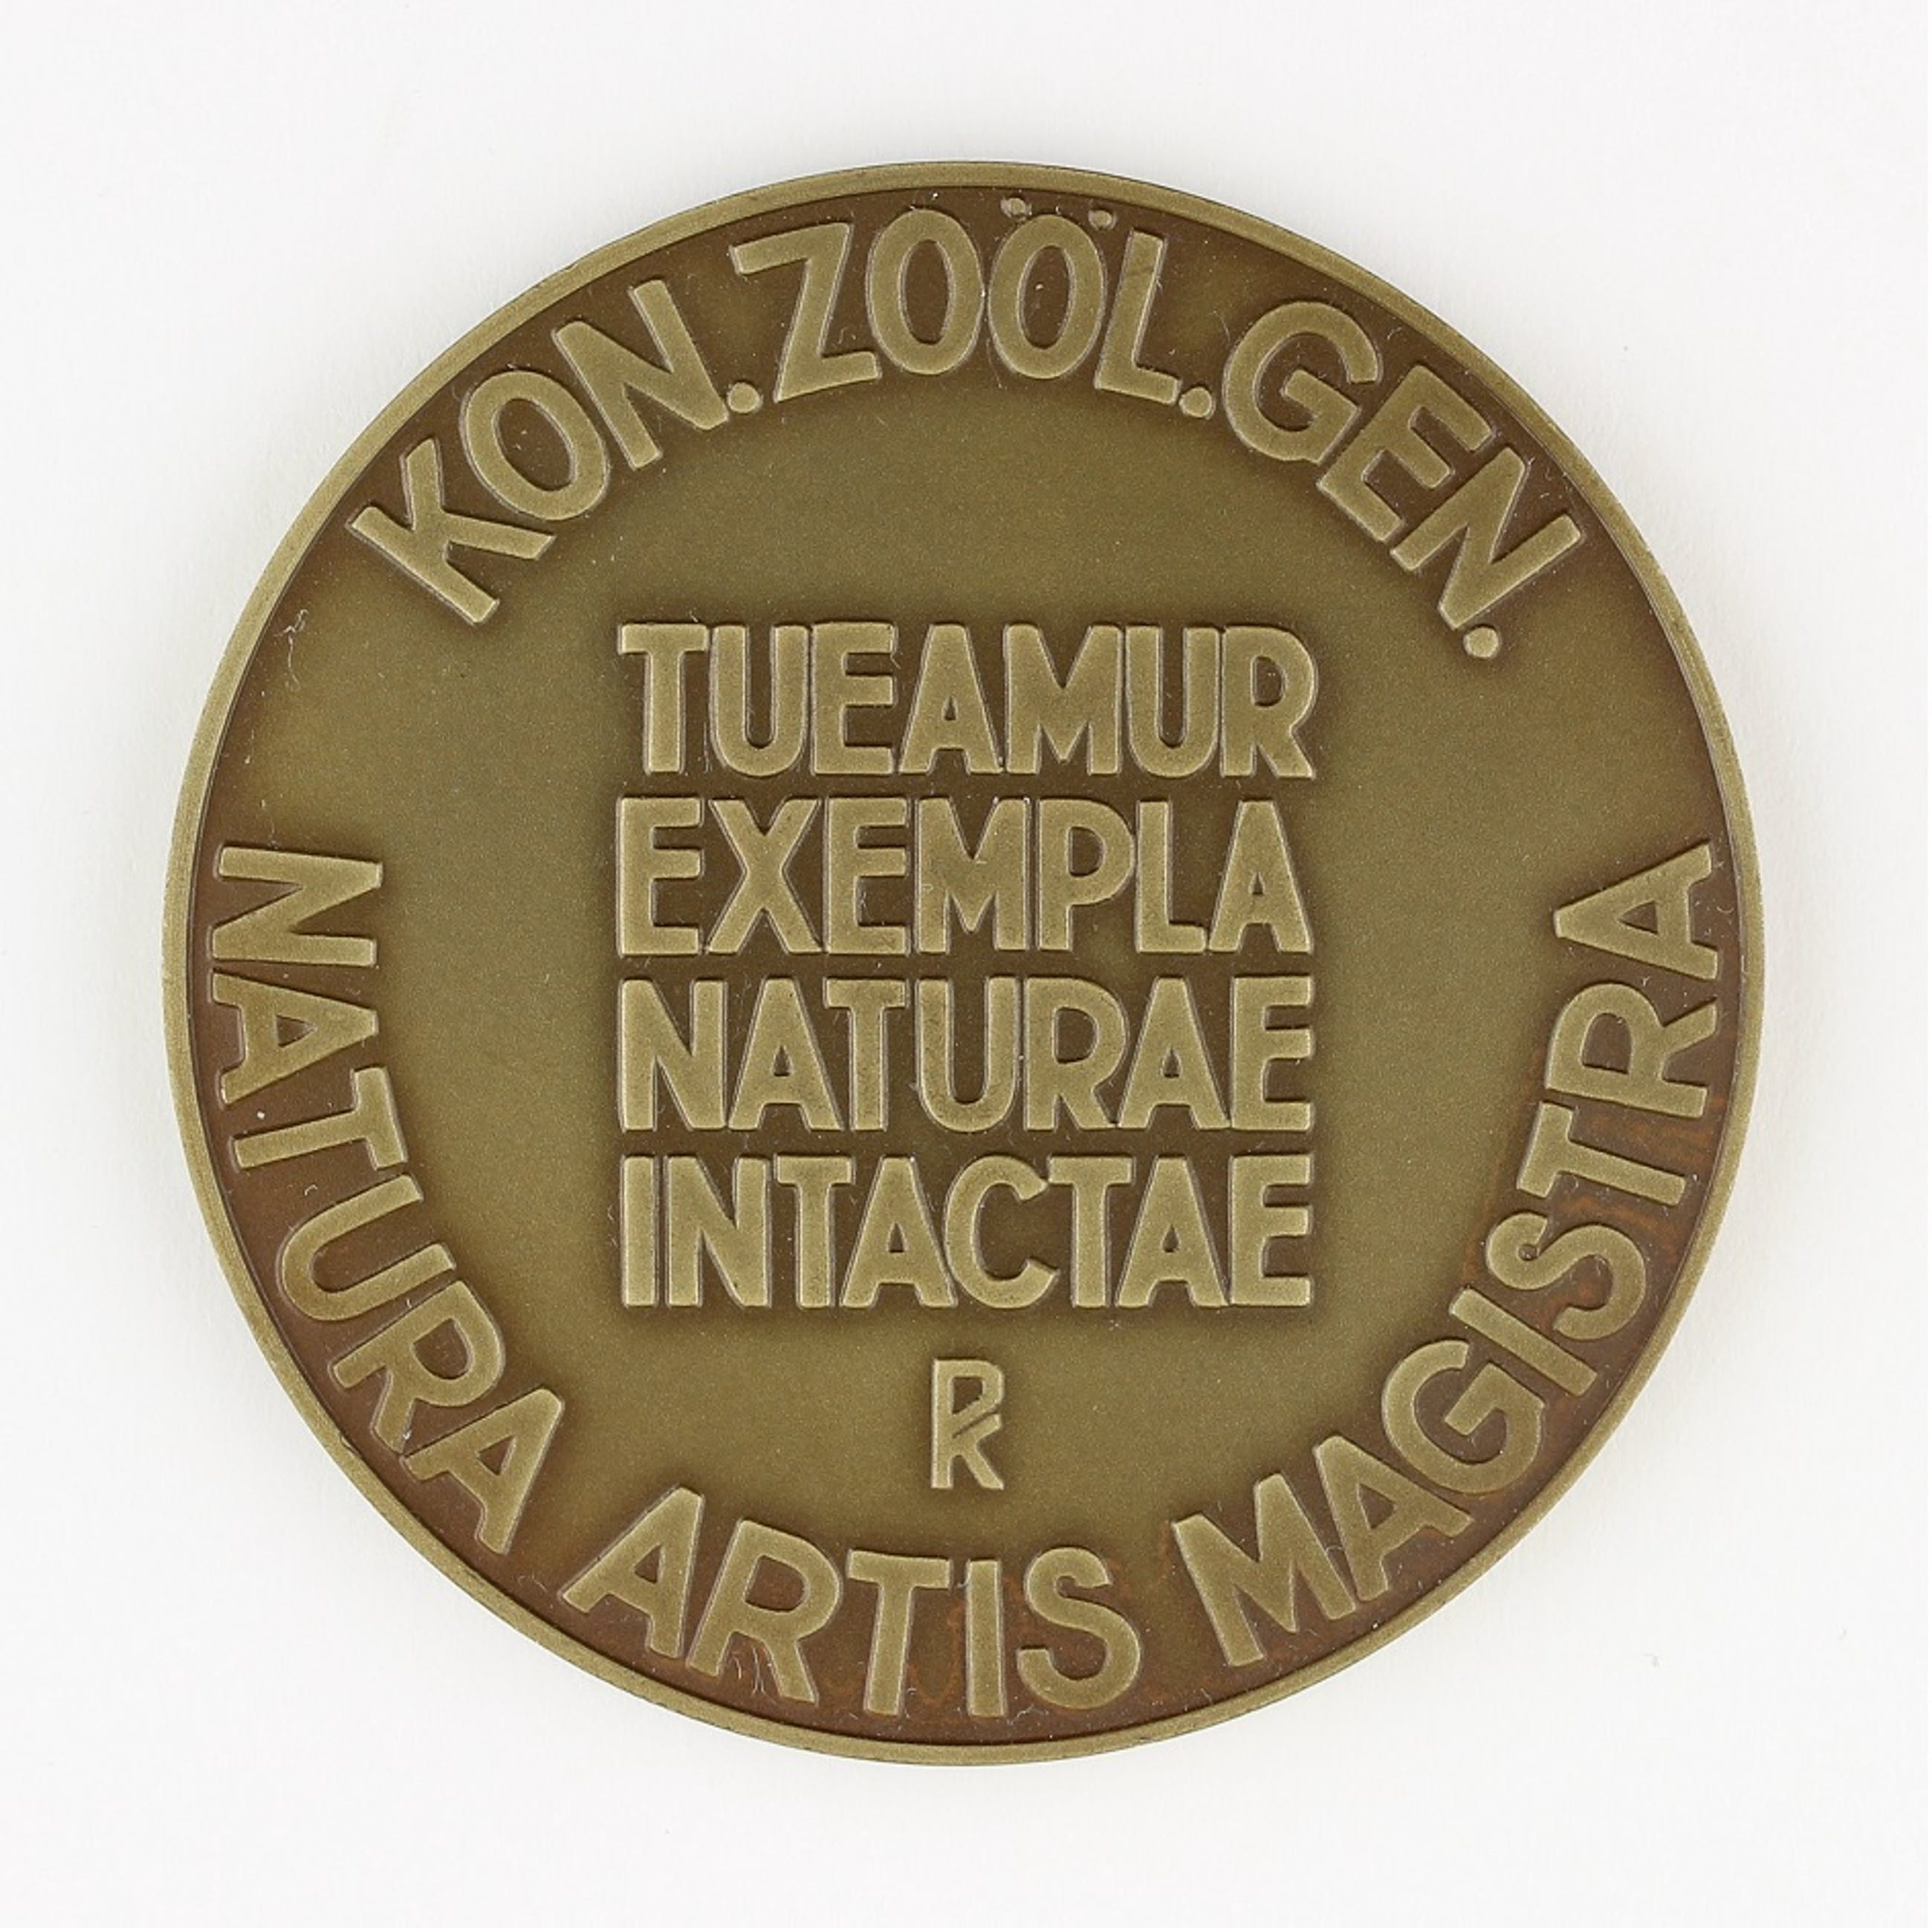 KON. ZOÖL. GEN.
TUEAMUR
EXEMPLA
NATURAE
INTACTAE
NATURA ARTIS MAGISTRA